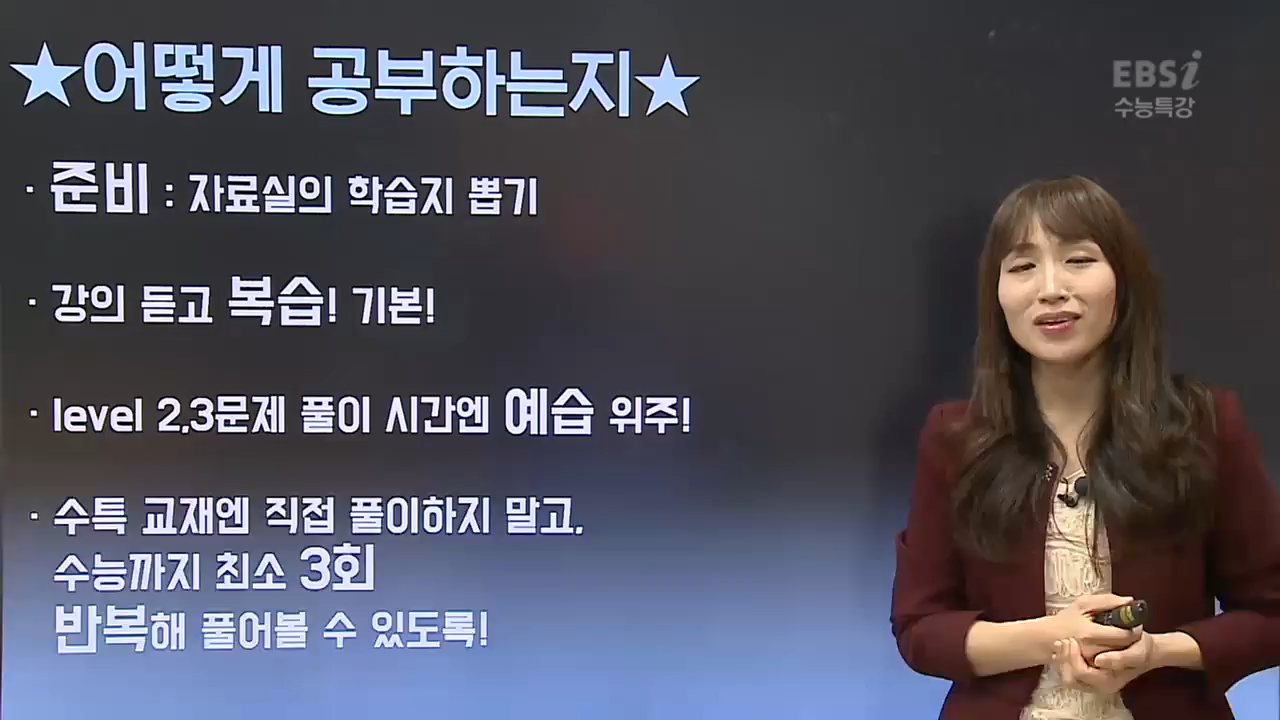 ★어떻게 공부하는지★
EBSi
수능특강
· 준비 : 자료실의 학습지 뽑기
· 강의 듣고 복습! 기본!
· level 2,3문제 풀이 시간엔 예습 위주!
· 수특 교재엔 직접 풀이하지 말고,
수능까지 최소 3회
반복해 풀어볼 수 있도록!